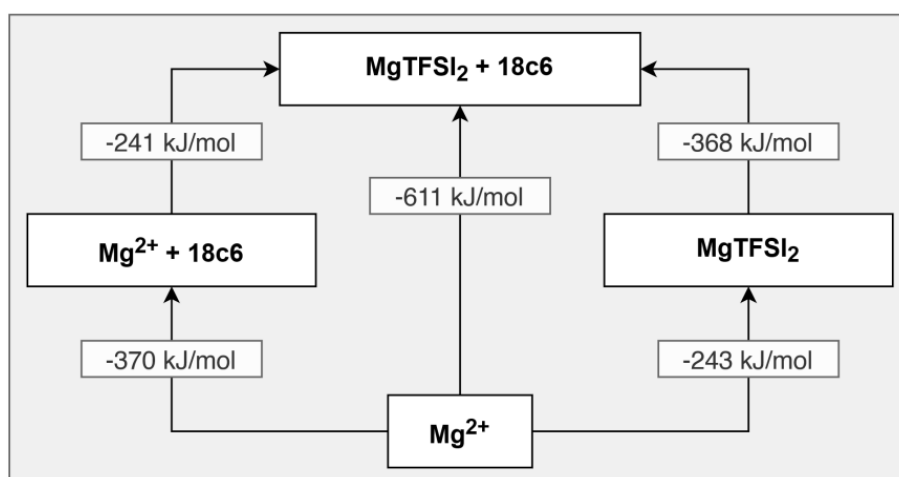 MgTFSI₂ + 18c6
-241 kJ/mol
-368 kJ/mol
-611 kJ/mol
Mg²⁺ + 18c6
MgTFSI₂
-370 kJ/mol
-243 kJ/mol
Mg²⁺